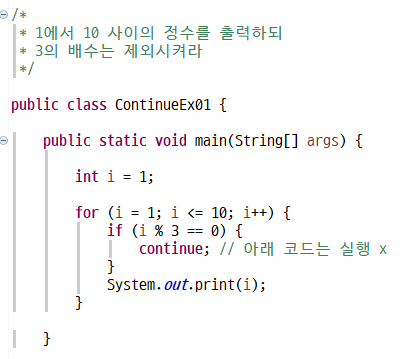 /*
 * 1에서 10 사이의 정수를 출력하되
 * 3의 배수는 제외시켜라
 */
public class ContinueEx01 {
public static void main(String[] args) {
int i = 1;
for (i = 1; i <= 10; i++) {
if (i % 3 == 0) {
continue; // 아래 코드는 실행 x
}
System.out.print(i);
}
}